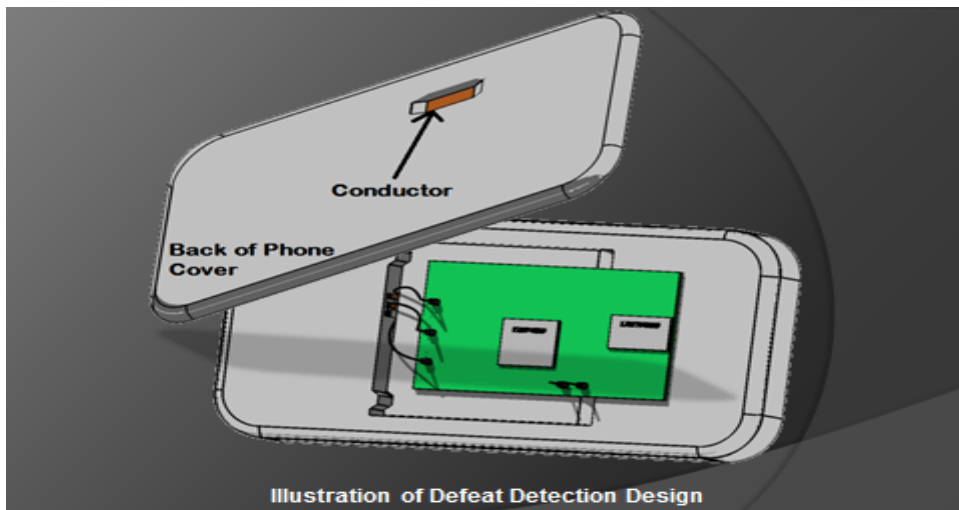 Conductor
Back of Phone
Cover
Illustration of Defeat Detection Design